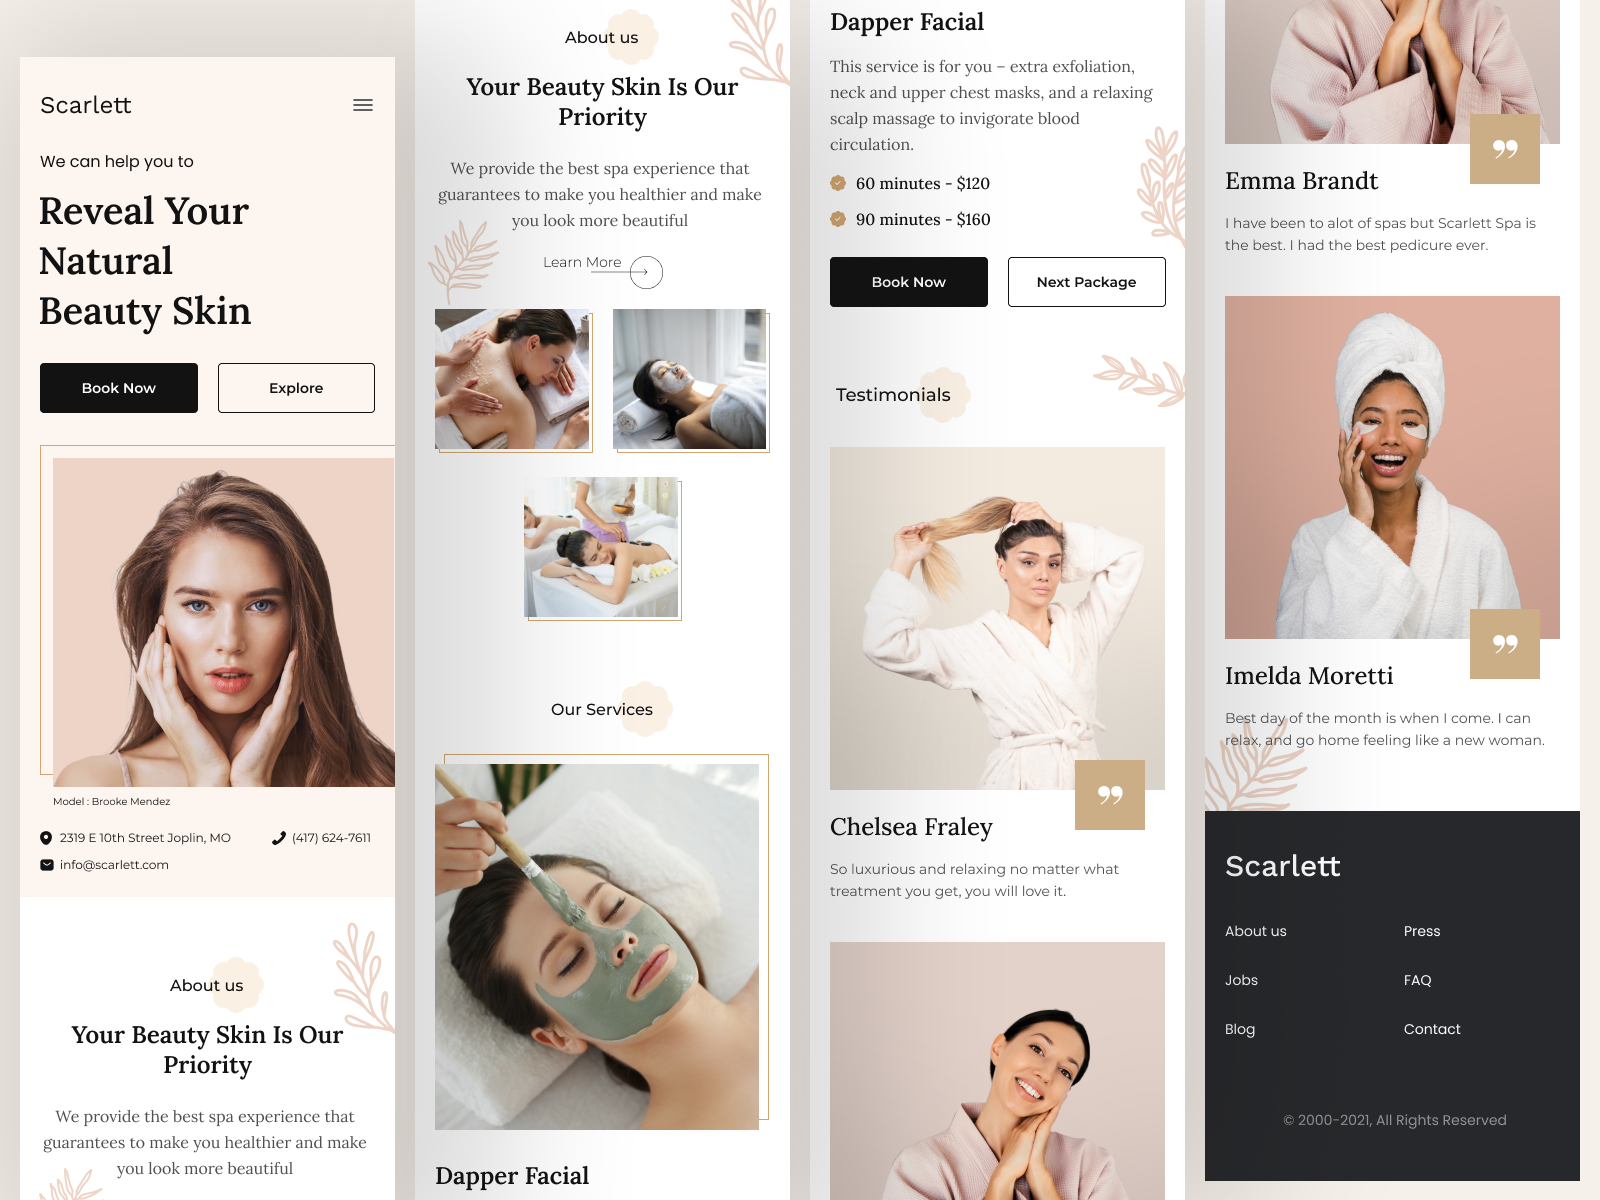 Scarlett
We can help you to
Reveal Your
Natural
Beauty Skin
Book Now
Explore
Model : Brooke Mendez
2319 E 10th Street Joplin, MO
(417) 624-7611
info@scarlett.com
About us
Your Beauty Skin Is Our
Priority
We provide the best spa experience that
guarantees to make you healthier and make
you look more beautiful
About us
Your Beauty Skin Is Our
Priority
We provide the best spa experience that
guarantees to make you healthier and make
you look more beautiful
Learn More
Our Services
Dapper Facial
Dapper Facial
This service is for you – extra exfoliation,
neck and upper chest masks, and a relaxing
scalp massage to invigorate blood
circulation.
60 minutes - $120
90 minutes - $160
Book Now
Next Package
Testimonials
Chelsea Fraley
So luxurious and relaxing no matter what
treatment you get, you will love it.
Emma Brandt
I have been to alot of spas but Scarlett Spa is
the best. I had the best pedicure ever.
Imelda Moretti
Best day of the month is when I come. I can
relax, and go home feeling like a new woman.
Scarlett
About us
Press
Jobs
FAQ
Blog
Contact
© 2000-2021, All Rights Reserved